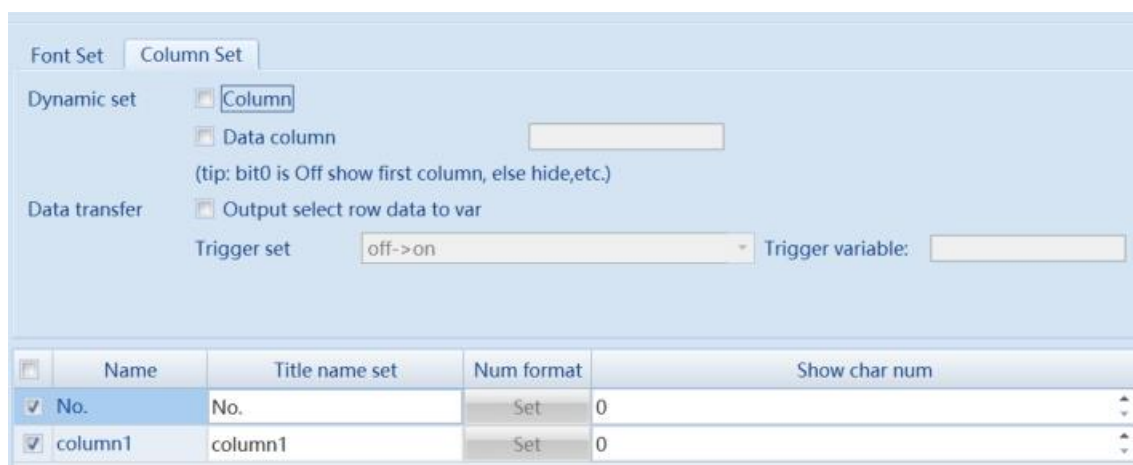 Font Set Column Set
Dynamic set Column
Data column
(tip: bit0 is Off show first column, else hide,etc.)
Data transfer Output select row data to var
Trigger set off->on Trigger variable:
Name Title name set Num format Show char num
No. No. Set 0
column1 column1 Set 0